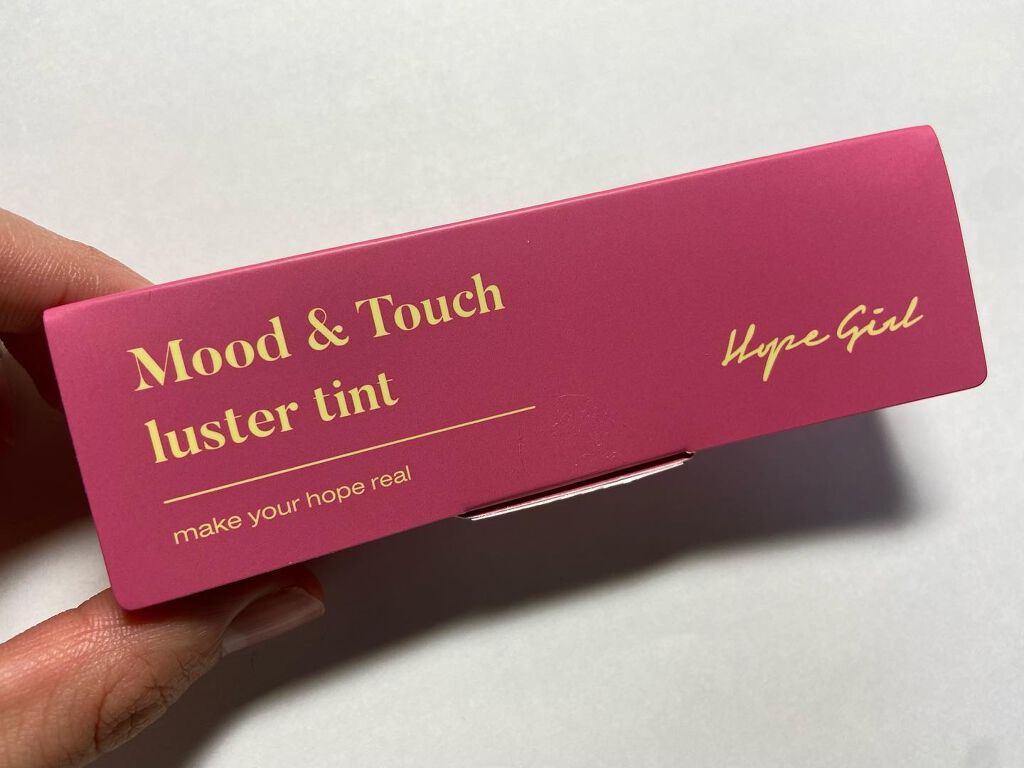 Mood & Touch
luster tint
make your hope real
Hope Girl